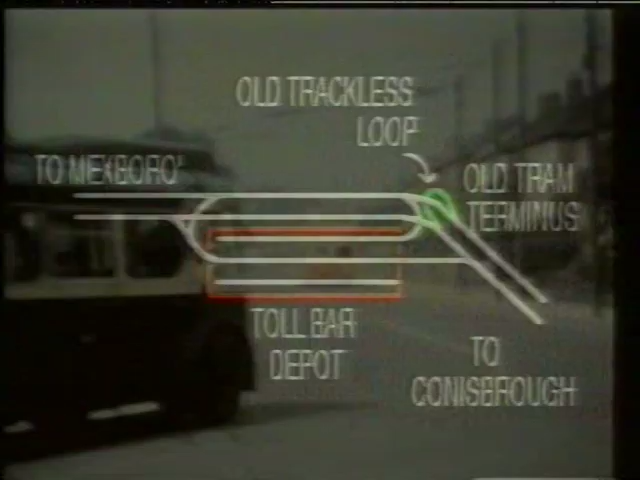 OLD TRACKLESS
LOOP
TO MEXBORO'
OLD TRAM
TERMINUS
TOLL BAR
DEPOT
TO
CONISBROUGH